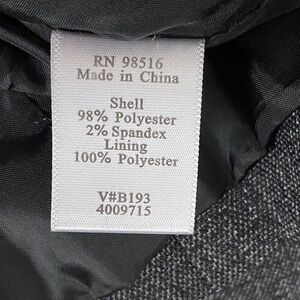 RN 98516
Made in China
Shell
98% Polyester
2% Spandex
Lining
100% Polyester
V#B193
4009715